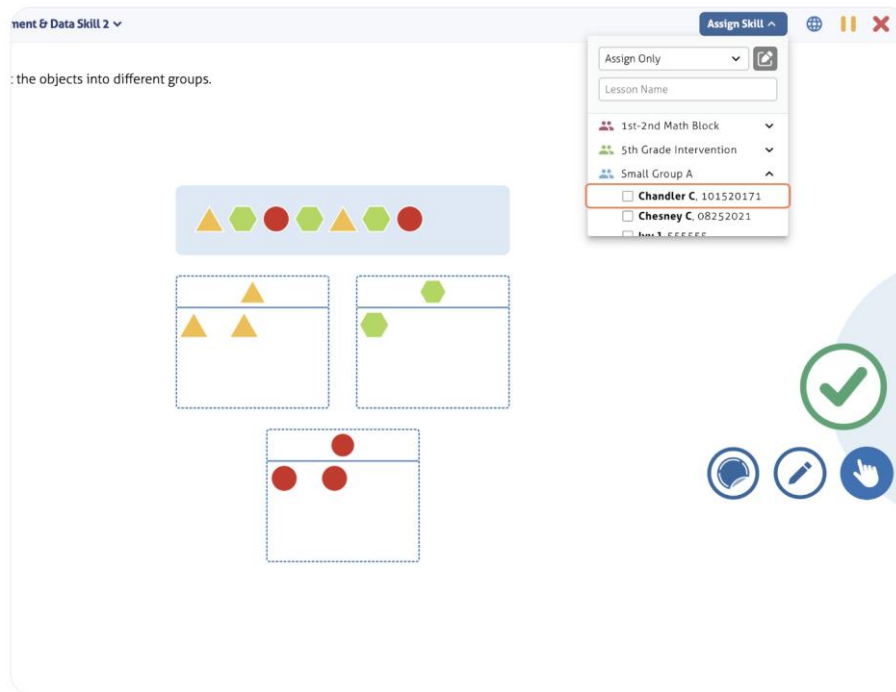 ment & Data Skill 2
Assign Skill
: the objects into different groups.
Assign Only
Lesson Name
1st-2nd Math Block
5th Grade Intervention
Small Group A
Chandler C, 101520171
Chesney C, 08252021